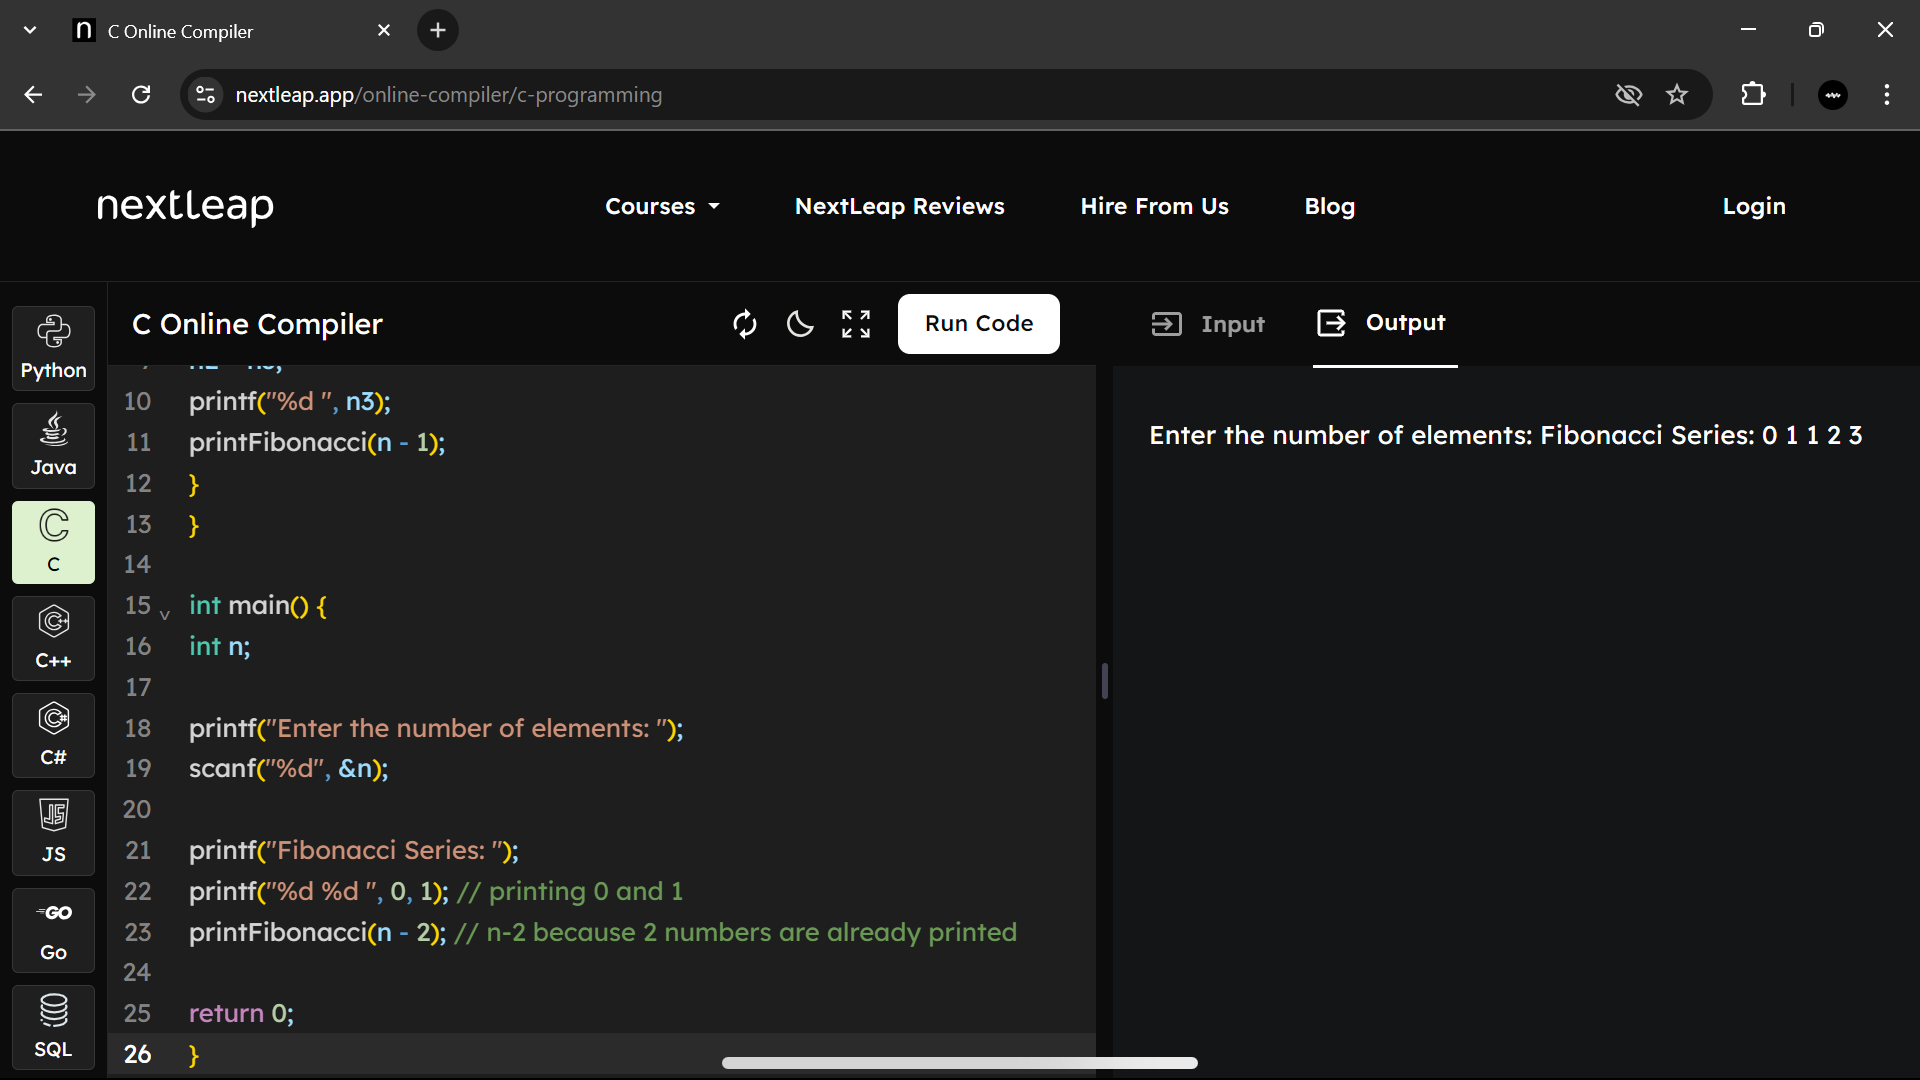 C Online Compiler
nextleap.app/online-compiler/c-programming
nextleap
Courses
NextLeap Reviews
Hire From Us
Blog
Login
Python
Java
C
C++
C#
JS
Go
SQL
C Online Compiler
Run Code
10 printf("%d ", n3);
11 printFibonacci(n - 1);
12 }
13 }
14
15 int main() {
16 int n;
17
18 printf("Enter the number of elements: ");
19 scanf("%d", &n);
20
21 printf("Fibonacci Series: ");
22 printf("%d %d ", 0, 1); // printing 0 and 1
23 printFibonacci(n - 2); // n-2 because 2 numbers are already printed
24
25 return 0;
26 }
Input
Output
Enter the number of elements: Fibonacci Series: 0 1 1 2 3